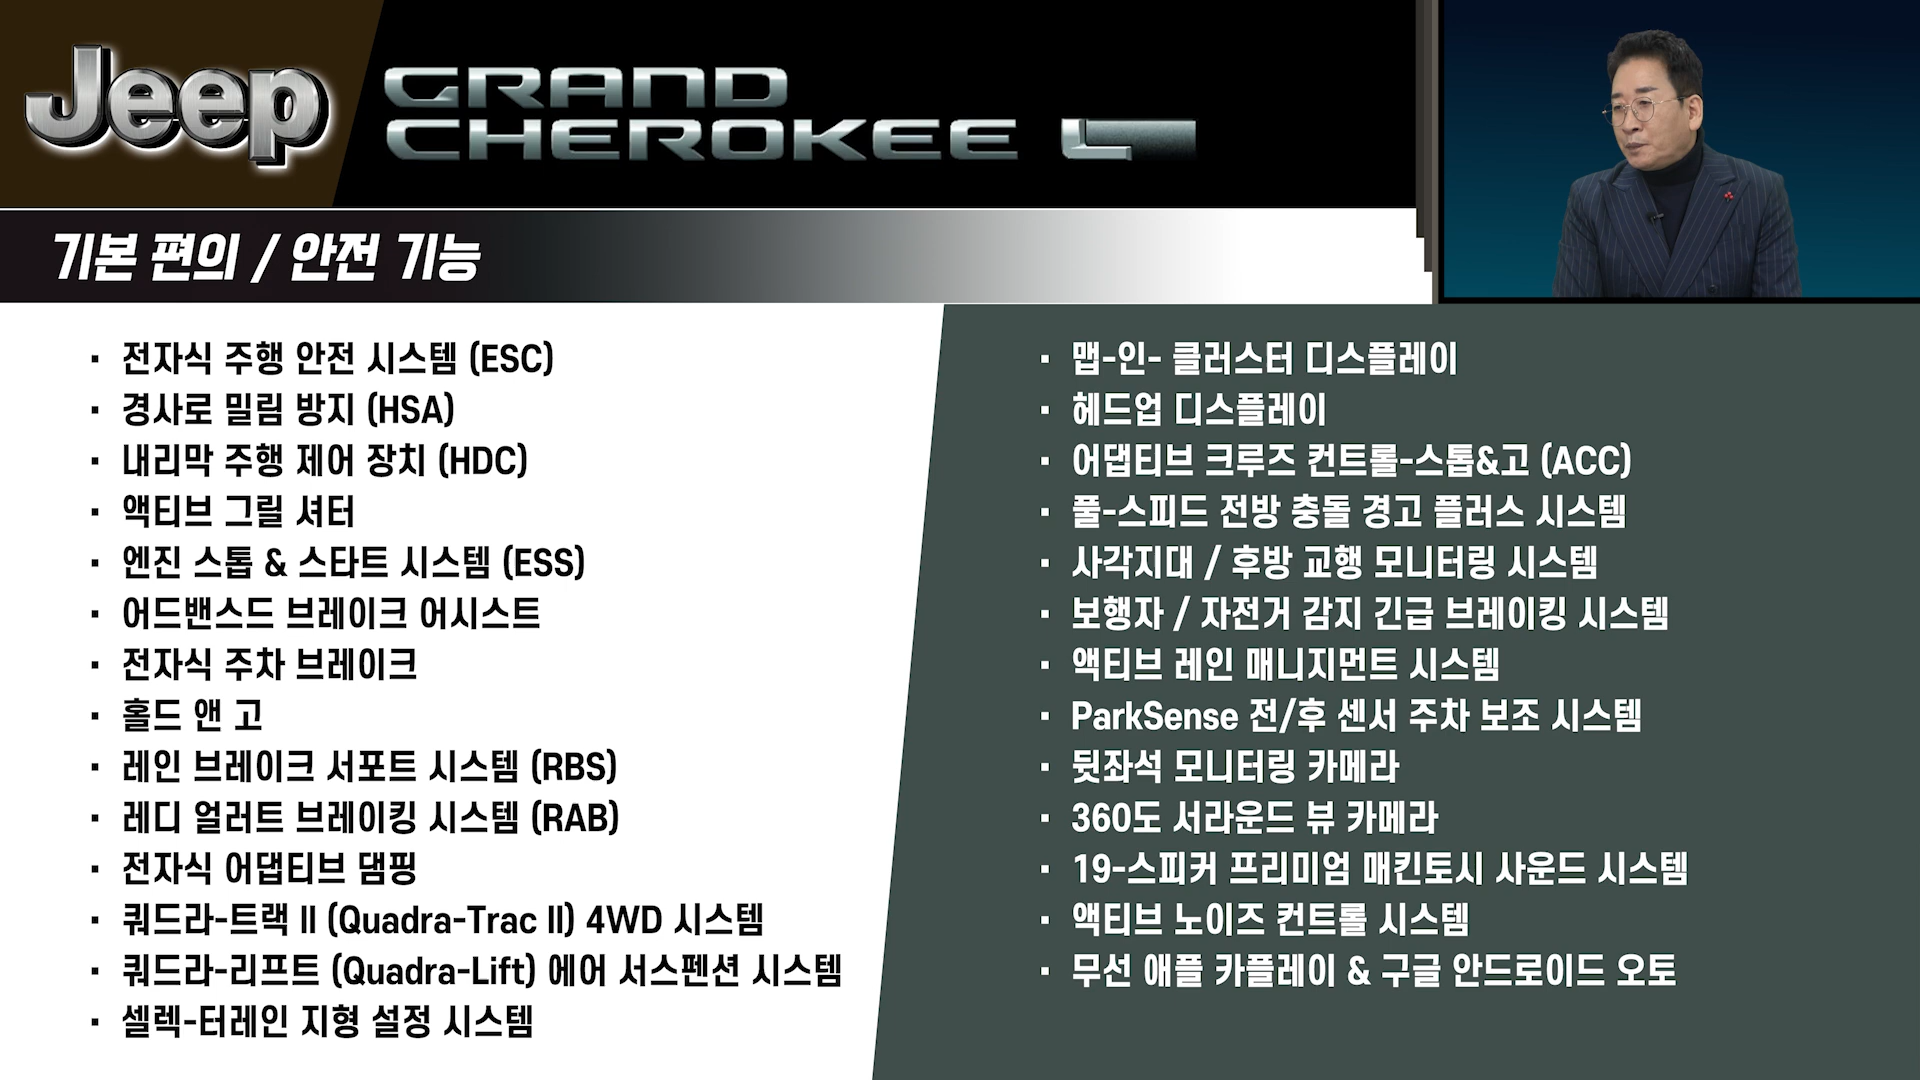 Jeep
GRAND
CHEROKEE L
기본 편의 / 안전 기능
· 전자식 주행 안전 시스템 (ESC)
· 경사로 밀림 방지 (HSA)
· 내리막 주행 제어 장치 (HDC)
· 액티브 그릴 셔터
· 엔진 스톱 & 스타트 시스템 (ESS)
· 어드밴스드 브레이크 어시스트
· 전자식 주차 브레이크
· 홀드 앤 고
· 레인 브레이크 서포트 시스템 (RBS)
· 레디 얼러트 브레이킹 시스템 (RAB)
· 전자식 어댑티브 댐핑
· 쿼드라-트랙 II (Quadra-Trac II) 4WD 시스템
· 쿼드라-리프트 (Quadra-Lift) 에어 서스펜션 시스템
· 셀렉-터레인 지형 설정 시스템
· 맵-인- 클러스터 디스플레이
· 헤드업 디스플레이
· 어댑티브 크루즈 컨트롤-스톱&고 (ACC)
· 풀-스피드 전방 충돌 경고 플러스 시스템
· 사각지대 / 후방 교행 모니터링 시스템
· 보행자 / 자전거 감지 긴급 브레이킹 시스템
· 액티브 레인 매니지먼트 시스템
· ParkSense 전/후 센서 주차 보조 시스템
· 뒷좌석 모니터링 카메라
· 360도 서라운드 뷰 카메라
· 19-스피커 프리미엄 매킨토시 사운드 시스템
· 액티브 노이즈 컨트롤 시스템
· 무선 애플 카플레이 & 구글 안드로이드 오토